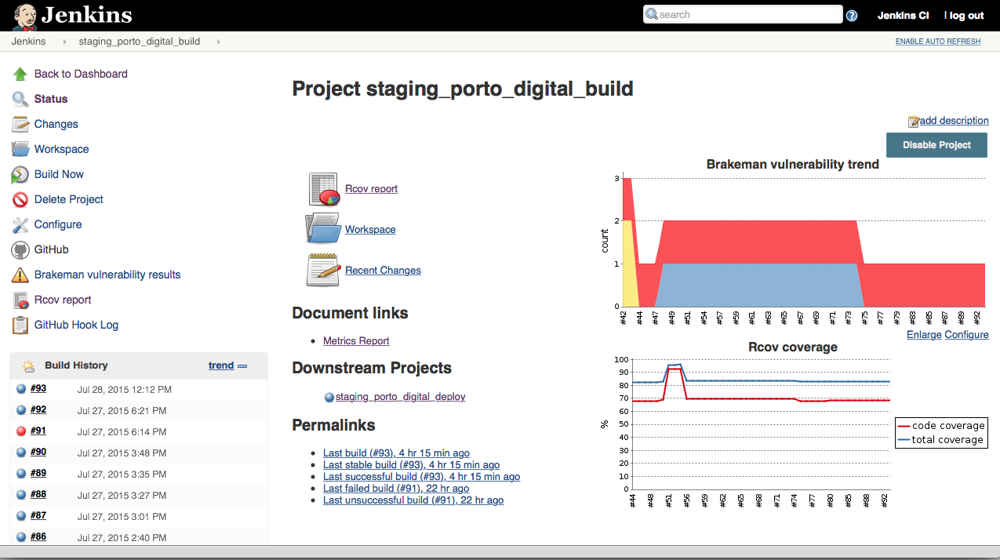 Jenkins
search
?
Jenkins CI | log out
Jenkins
staging_porto_digital_build
ENABLE AUTO REFRESH
Back to Dashboard
Status
Changes
Workspace
Build Now
Delete Project
Configure
GitHub
Brakeman vulnerability results
Rcov report
GitHub Hook Log
Build History
trend
#93 Jul 28, 2015 12:12 PM
#92 Jul 27, 2015 6:21 PM
#91 Jul 27, 2015 6:14 PM
#90 Jul 27, 2015 3:48 PM
#89 Jul 27, 2015 3:35 PM
#88 Jul 27, 2015 3:27 PM
#87 Jul 27, 2015 3:01 PM
#86 Jul 27, 2015 2:40 PM
Project staging_porto_digital_build
add description
Disable Project
Rcov report
Workspace
Recent Changes
Document links
Metrics Report
Downstream Projects
staging_porto_digital_deploy
Permalinks
Last build (#93), 4 hr 15 min ago
Last stable build (#93), 4 hr 15 min ago
Last successful build (#93), 4 hr 15 min ago
Last failed build (#91), 22 hr ago
Last unsuccessful build (#91), 22 hr ago
Brakeman vulnerability trend
3
2
1
0
count
#42 #44 #47 #49 #51 #54 #57 #59 #61 #63 #65 #67 #69 #71 #73 #75 #77 #79 #83 #85 #87 #89 #92
Enlarge Configure
Rcov coverage
100
90
80
70
60
50
40
30
20
10
0
%
#44 #48 #51 #56 #59 #62 #65 #68 #71 #74 #77 #80 #85 #88 #92
code coverage
total coverage